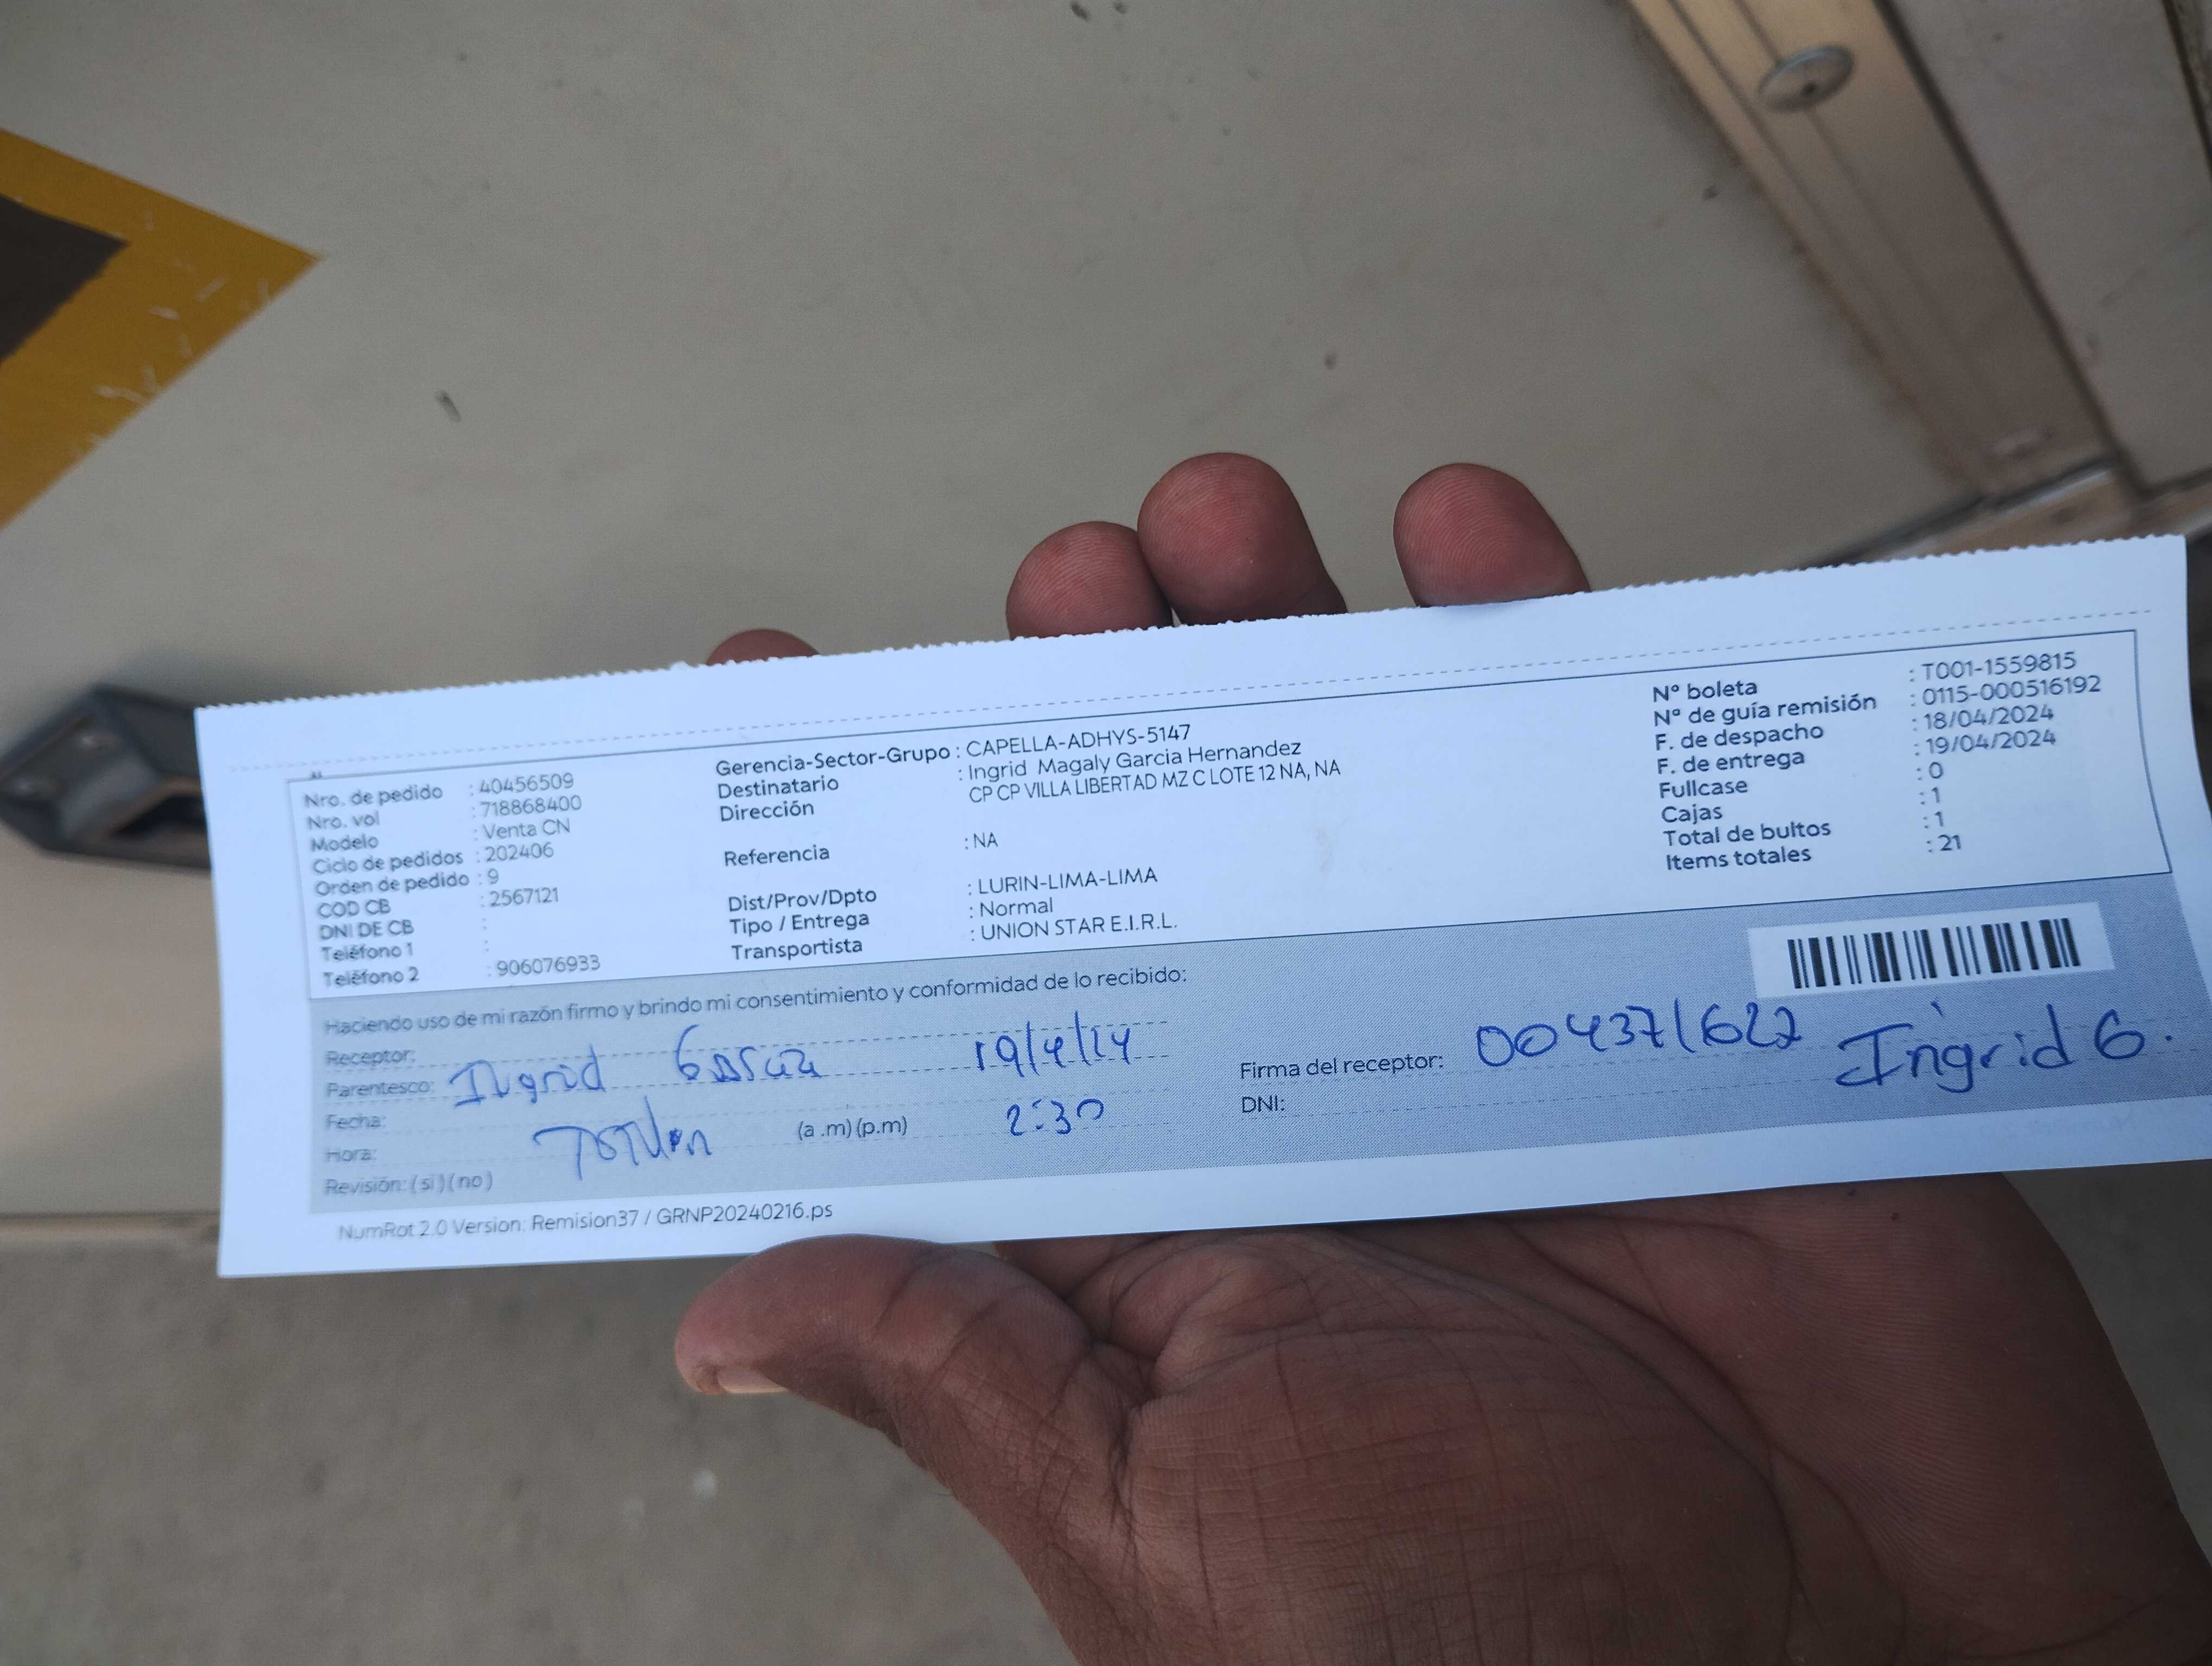 Nro. de pedido : 40456509
Nro. vol : 718868400
Modelo : Venta CN
Ciclo de pedidos : 202406
Orden de pedido : 9
COD CB : 2567121
DNI DE CB :
Teléfono 1 :
Teléfono 2 : 906076933
Gerencia-Sector-Grupo : CAPELLA-ADHYS-5147
Destinatario : Ingrid Magaly Garcia Hernandez
Dirección CP CP VILLA LIBERTAD MZ C LOTE 12 NA, NA
Referencia : NA
Dist/Prov/Dpto : LURIN-LIMA-LIMA
Tipo / Entrega : Normal
Transportista : UNION STAR E.I.R.L.
Nº boleta : T001-1559815
Nº de guía remisión : 0115-000516192
F. de despacho : 18/04/2024
F. de entrega : 19/04/2024
Fullcase : 0
Cajas : 1
Total de bultos : 1
Items totales : 21
Haciendo uso de mi razón firmo y brindo mi consentimiento y conformidad de lo recibido:
Receptor:
Parentesco: Ingrid 19/4/24
Fecha:
Hora: (a .m) (p.m) 2:30
Revisión: ( si ) ( no )
Firma del receptor: 004371622 Ingrid G.
DNI:
NumRot 2.0 Version: Remision37 / GRNP20240216.ps